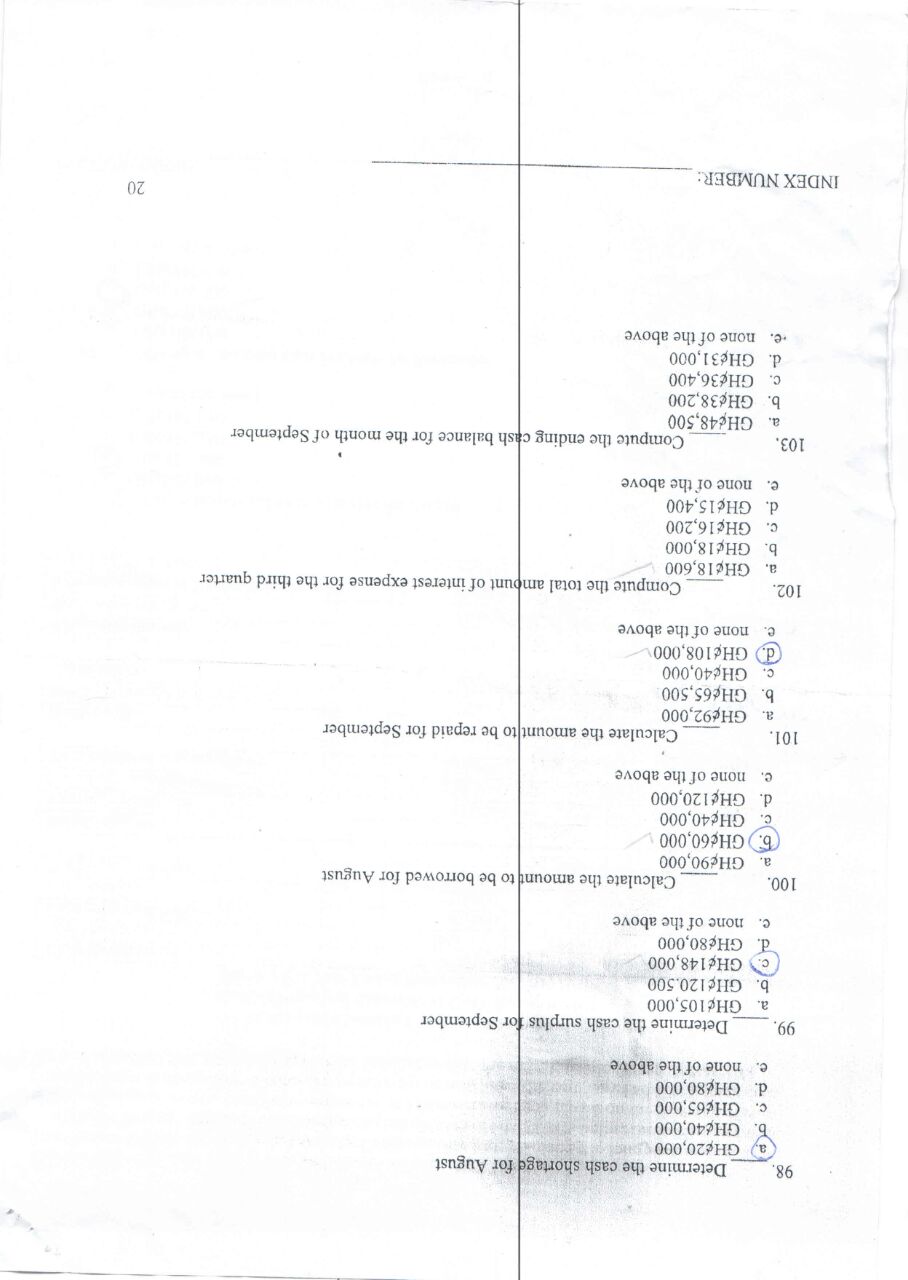 98. ____ Determine the cash shortage for August
a. GH¢20,000
b. GH¢40,000
c. GH¢65,000
d. GH¢80,000
e. none of the above
99. ____ Determine the cash surplus for September
a. GH¢105,000
b. GH¢120.500
c. GH¢148,000
d. GH¢80,000
e. none of the above
100. ____ Calculate the amount to be borrowed for August
a. GH¢90,000
b. GH¢60,000
c. GH¢40,000
d. GH¢120,000
e. none of the above
101. ____ Calculate the amount to be repaid for September
a. GH¢92,000
b. GH¢65,500
c. GH¢40,000
d. GH¢108,000
e. none of the above
102. ____ Compute the total amount of interest expense for the third quarter
a. GH¢18,600
b. GH¢18,000
c. GH¢16,200
d. GH¢15,400
e. none of the above
103. ____ Compute the ending cash balance for the month of September
a. GH¢48,500
b. GH¢38,200
c. GH¢36,400
d. GH¢31,000
e. none of the above
20
INDEX NUMBER: ____